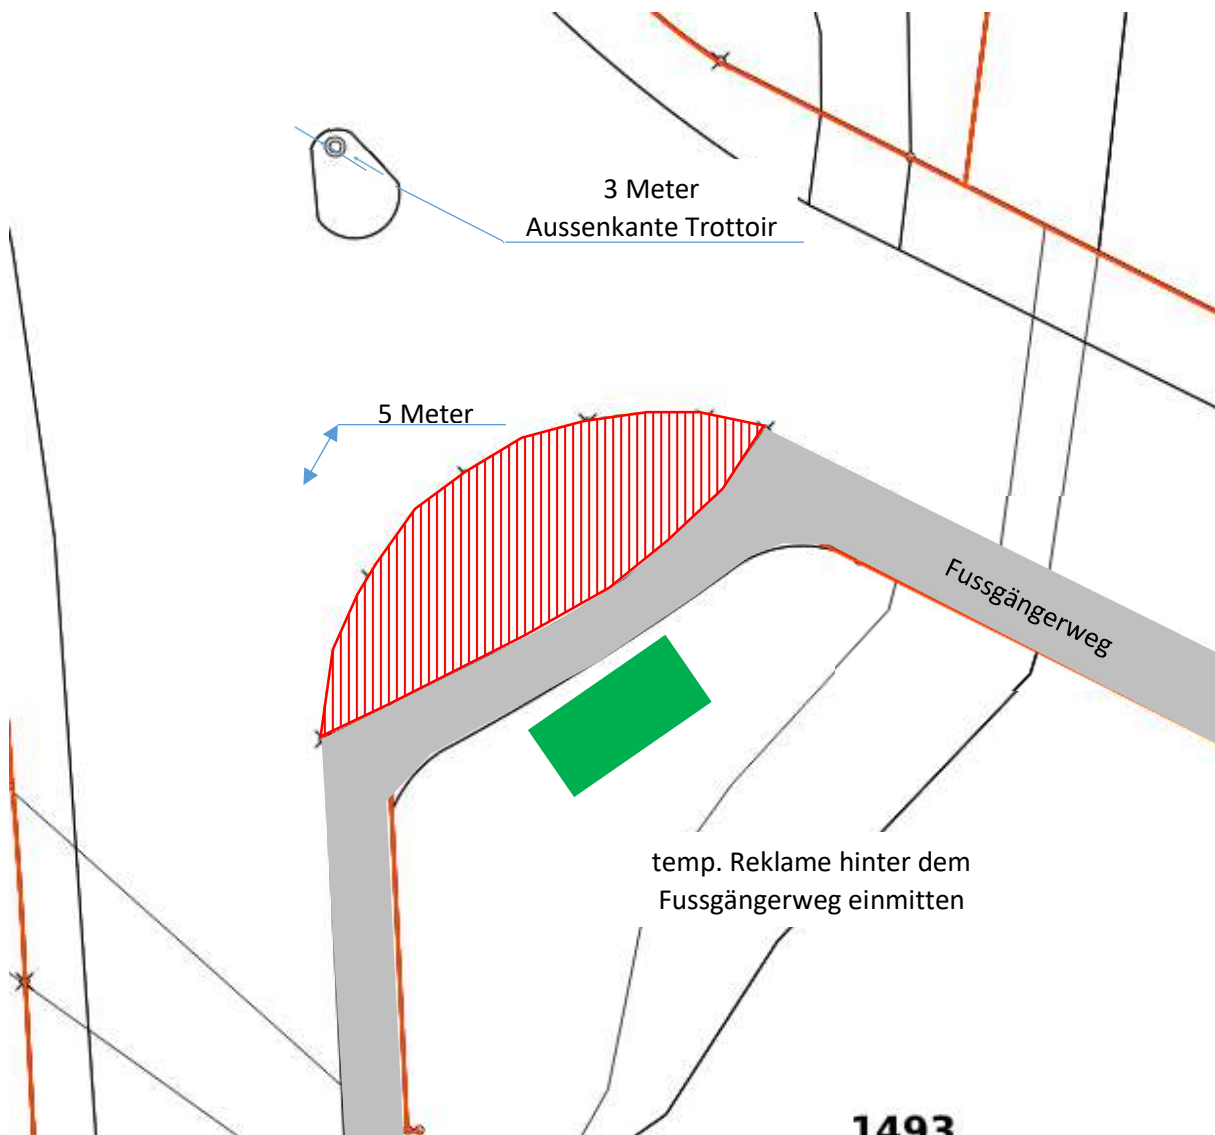 3 Meter
Aussenkante Trottoir
5 Meter
Fussgängerweg
temp. Reklame hinter dem
Fussgängerweg einmitten
1493